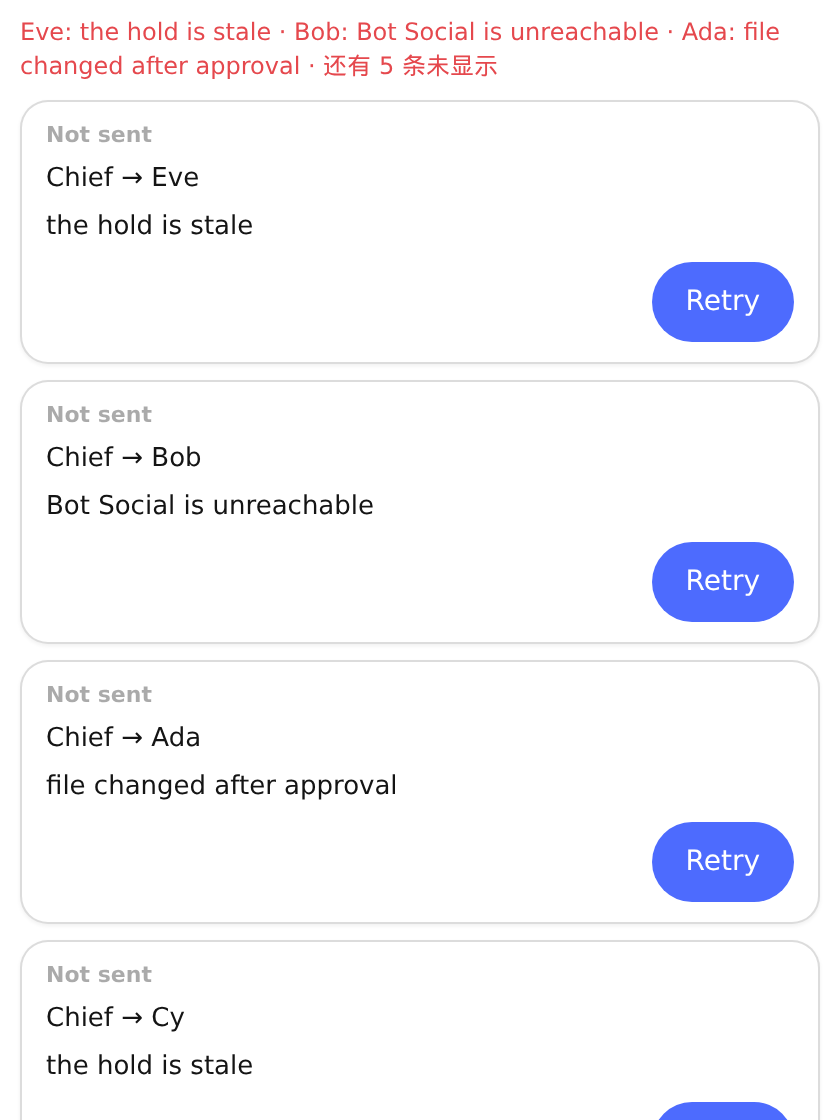 Eve: the hold is stale · Bob: Bot Social is unreachable · Ada: file
changed after approval · 还有 5 条未显示
Not sent
Chief → Eve
the hold is stale
Retry
Not sent
Chief → Bob
Bot Social is unreachable
Retry
Not sent
Chief → Ada
file changed after approval
Retry
Not sent
Chief → Cy
the hold is stale